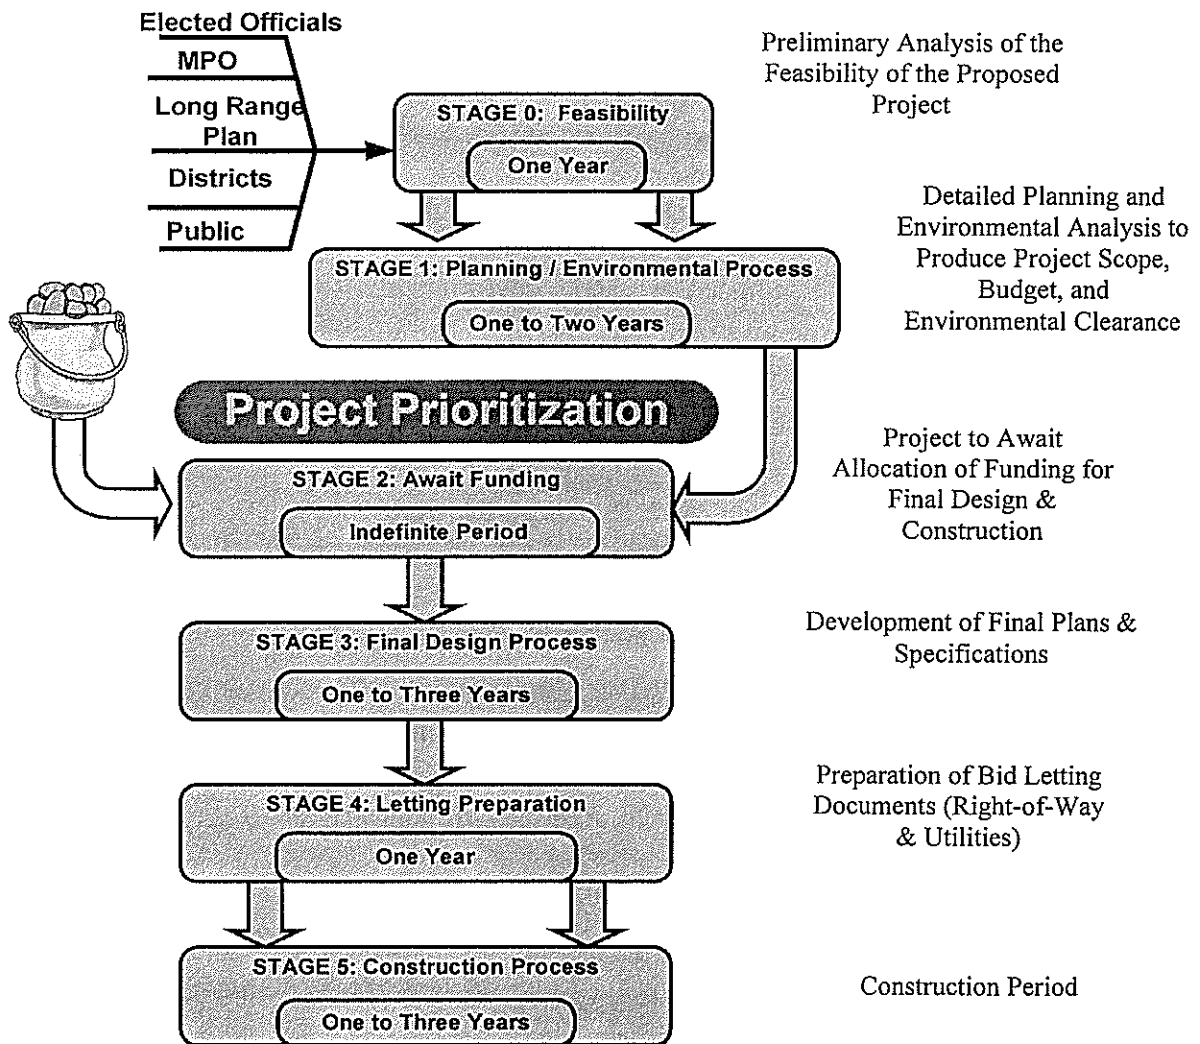 Elected Officials
MPO
Long Range
Plan
Districts
Public
Preliminary Analysis of the
Feasibility of the Proposed
Project
STAGE 0: Feasibility
One Year
Detailed Planning and
Environmental Analysis to
Produce Project Scope,
Budget, and
Environmental Clearance
STAGE 1: Planning / Environmental Process
One to Two Years
Project Prioritization
Project to Await
Allocation of Funding for
Final Design &
Construction
STAGE 2: Await Funding
Indefinite Period
Development of Final Plans &
Specifications
STAGE 3: Final Design Process
One to Three Years
Preparation of Bid Letting
Documents (Right-of-Way
& Utilities)
STAGE 4: Letting Preparation
One Year
STAGE 5: Construction Process
One to Three Years
Construction Period